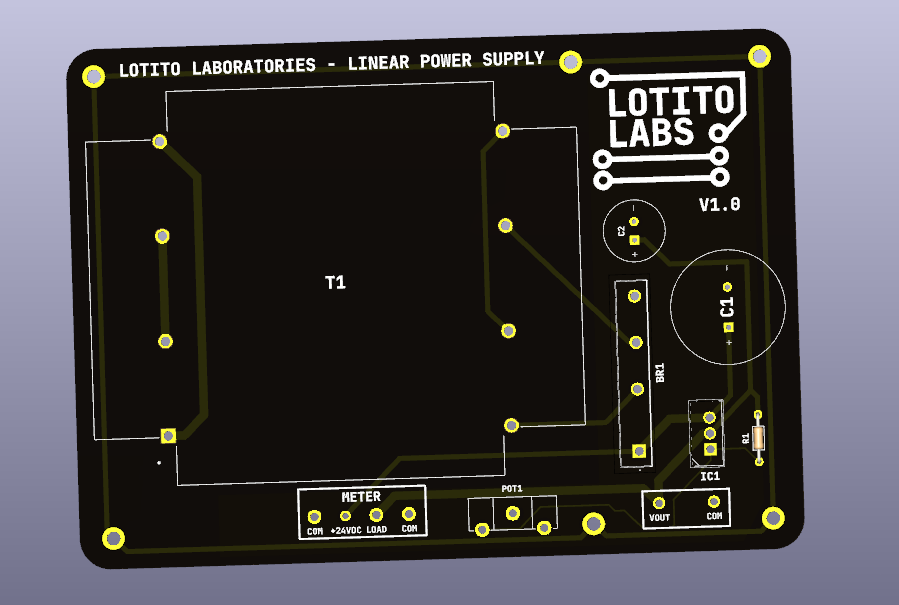 LOTITO LABORATORIES - LINEAR POWER SUPPLY
LOTITO
LABS
V1.0
C2
- 
+
T1
C1
-
+
BR1
R1
IC1
METER
COM +24VDC LOAD COM
POT1
VOUT COM